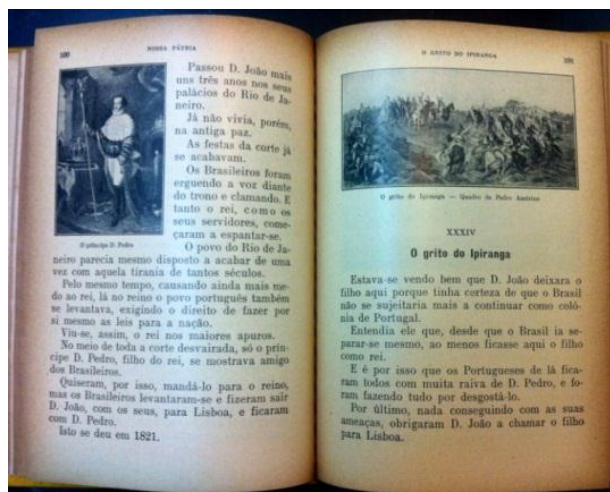 100
NOSSA PÁTRIA
Passou D. João mais
uns três anos nos seus
palácios do Rio de Ja-
neiro.
Já não vivia, porém,
na antiga paz.
As festas da corte já
se acabavam.
Os Brasileiros foram
erguendo a voz diante
do trono e clamando. E
tanto o rei, como os
seus servidores, come-
çaram a espantar-se.
O príncipe D. Pedro
O povo do Rio de Ja-
neiro parecia mesmo disposto a acabar de uma
vez com aquela tirania de tantos séculos.
Pelo mesmo tempo, causando ainda mais me-
do ao rei, lá no reino o povo português também
se levantava, exigindo o direito de fazer por
si mesmo as leis para a nação.
Viu-se, assim, o rei nos maiores apuros.
No meio de toda a corte desvairada, só o prín-
cipe D. Pedro, filho do rei, se mostrava amigo
dos Brasileiros.
Quiseram, por isso, mandá-lo para o reino,
mas os Brasileiros levantaram-se e fizeram sair
D. João, com os seus, para Lisboa, e ficaram
com D. Pedro.
Isto se deu em 1821.
O GRITO DO IPIRANGA
O grito do Ipiranga — Quadro de Pedro Américo
XXXIV
O grito do Ipiranga
Estava-se vendo bem que D. João deixara o
filho aqui porque tinha certeza de que o Brasil
não se sujeitaria mais a continuar como colô-
nia de Portugal.
Entendia ele que, desde que o Brasil ia se-
parar-se mesmo, ao menos ficasse aqui o filho
como rei.
E é por isso que os Portugueses de lá fica-
ram todos com muita raiva de D. Pedro, e fo-
ram fazendo tudo por desgostá-lo.
Por último, nada conseguindo com as suas
ameaças, obrigaram D. João a chamar o filho
para Lisboa.